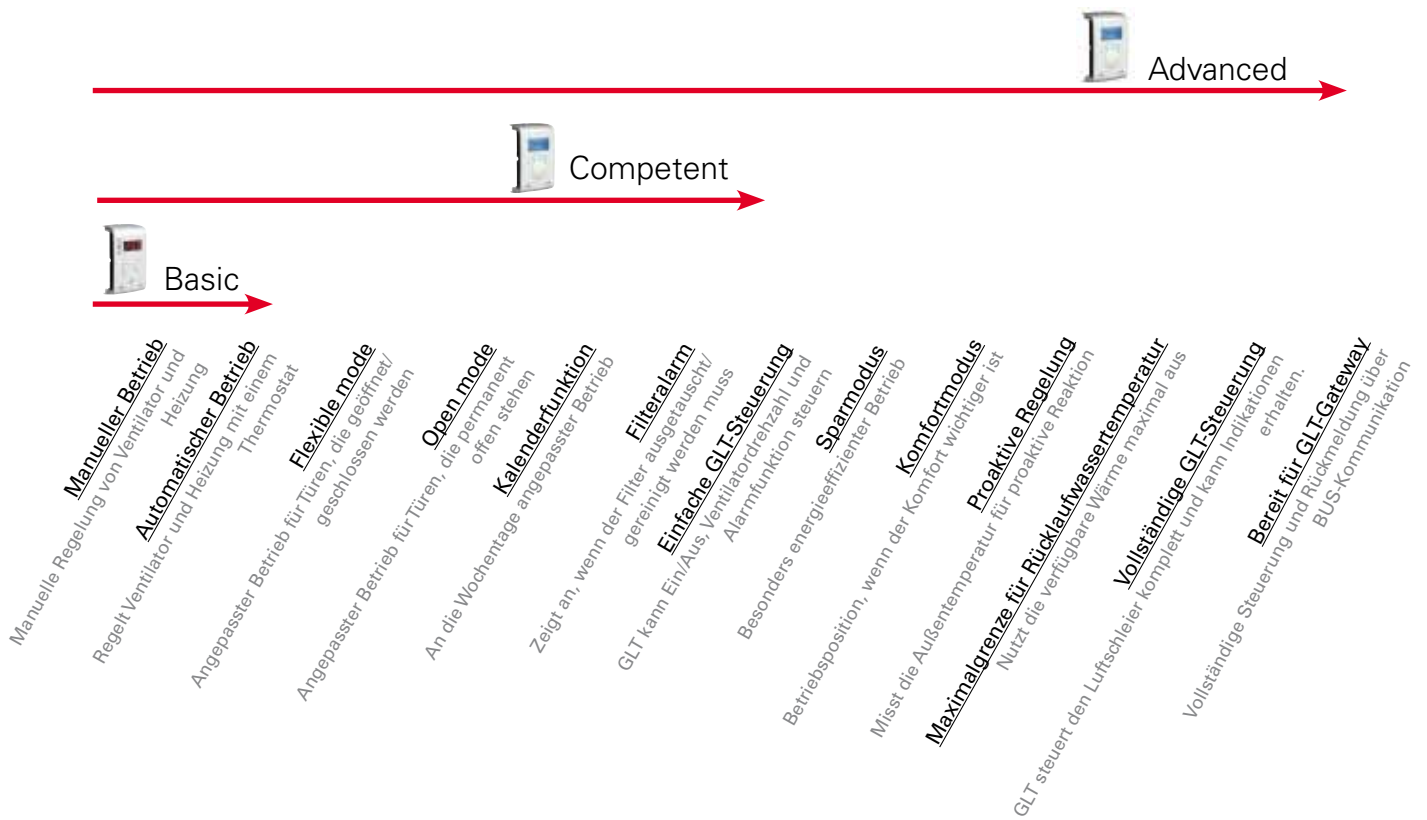 Advanced
Competent
Basic
Manueller Betrieb
Manuelle Regelung von Ventilator und
Heizung
Automatischer Betrieb
Regelt Ventilator und Heizung mit einem
Thermostat
Flexible mode
Angepasster Betrieb für Türen, die geöffnet/
geschlossen werden
Open mode
Angepasster Betrieb für Türen, die permanent
offen stehen
Kalenderfunktion
An die Wochentage angepasster Betrieb
Filteralarm
Zeigt an, wenn der Filter ausgetauscht/
gereinigt werden muss
Einfache GLT-Steuerung
GLT kann Ein/Aus, Ventilatordrehzahl und
Alarmfunktion steuern
Sparmodus
Besonders energieeffizienter Betrieb
Komfortmodus
Betriebsposition, wenn der Komfort wichtiger ist
Proaktive Regelung
Misst die Außentemperatur für proaktive Reaktion
Maximalgrenze für Rücklaufwassertemperatur
Nutzt die verfügbare Wärme maximal aus
Vollständige GLT-Steuerung
GLT steuert den Luftschleier komplett und kann Indikationen
erhalten.
Bereit für GLT-Gateway
Vollständige Steuerung und Rückmeldung über
BUS-Kommunikation